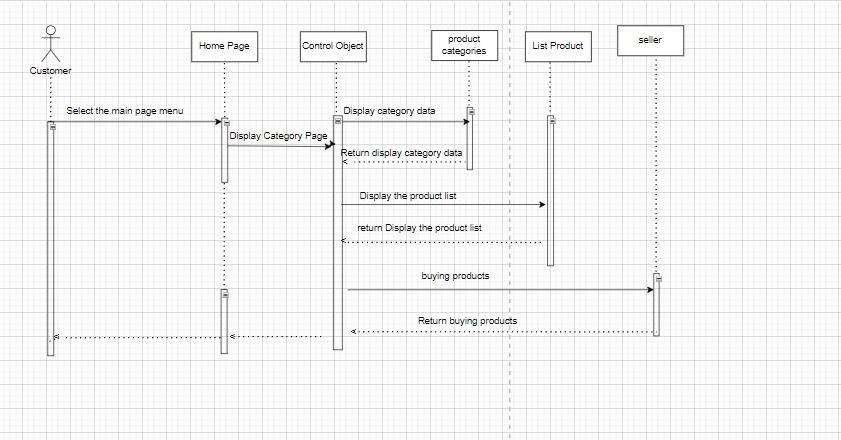 Customer
Home Page
Control Object
product
categories
List Product
seller
Select the main page menu
Display category data
Display Category Page
Return display category data
Display the product list
return Display the product list
buying products
Return buying products